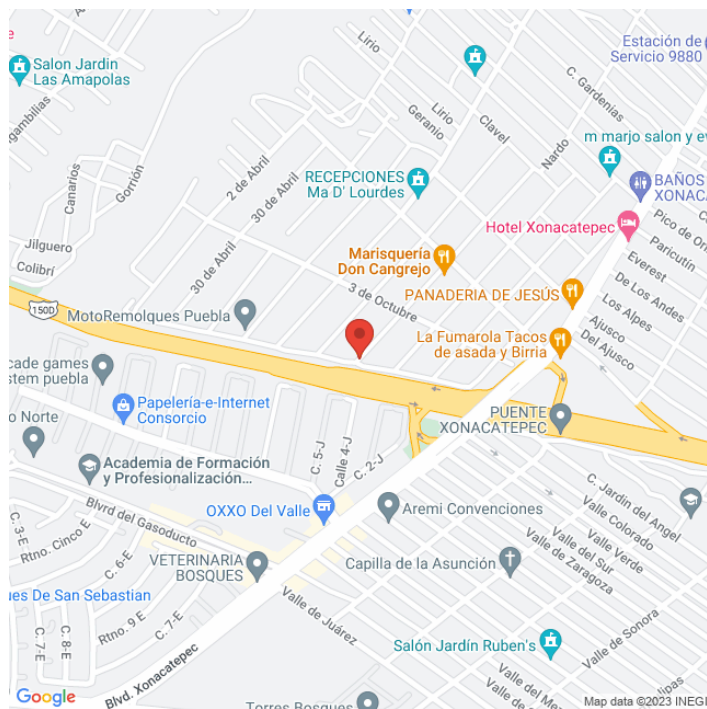 Lirio
Estación de
Servicio 9880
Salon Jardin
Las Amapolas
C. Gardenias
Lirio
Geranio
Clavel
Nardo
m marjo salon y ev
Gorrión
Canarios
2 de Abril
30 de Abril
RECEPCIONES
Ma D' Lourdes
BAÑOS
XONACA
Hotel Xonacatepec
Pico de Ori
Paricutín
Everest
De Los Andes
Los Alpes
Jilguero
Colibrí
Marisquería
Don Cangrejo
30 de Abril
3 de Octubre
PANADERIA DE JESÚS
150D
MotoRemolques Puebla
La Fumarola Tacos
de asada y Birria
Ajusco
Del Ajusco
cade games
stem puebla
Papelería-e-Internet
Consorcio
PUENTE
XONACATEPEC
o Norte
C. 5-J
Calle 4-J
C. 2-J
Academia de Formación
y Profesionalización...
C. Jardin del Angel
OXXO Del Valle
Aremi Convenciones
Valle Colorado
Valle Verde
Valle del Sur
Valle de Zaragoza
Blvrd del Gasoducto
C. 3-E
Rtno. Cinco E
C. 6-E
VETERINARIA
BOSQUES
Capilla de la Asunción
ues De San Sebastian
Rtno. 9 E
C. 7-E
C. 8-E
C. 7-E
Valle de Juárez
Salón Jardín Ruben's
Valle de Sonora
Blvd. Xonacatepec
Valle del Me
Valle de
Torres Bosques
Google
Map data ©2023 INEGI